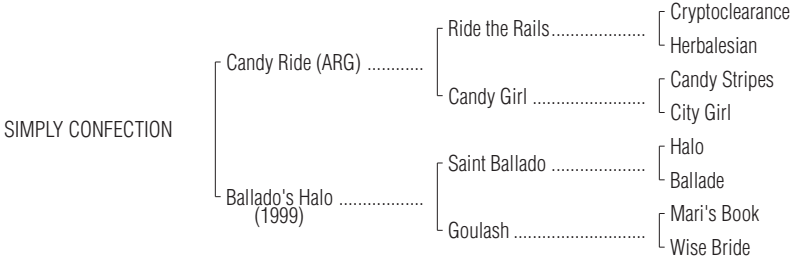 Cryptoclearance
Ride the Rails.....................
Herbalesian
Candy Ride (ARG) ............
Candy Stripes
Candy Girl .........................
City Girl
SIMPLY CONFECTION
Halo
Saint Ballado .....................
Ballade
Ballado's Halo ..................
(1999)
Mari's Book
Goulash .............................
Wise Bride